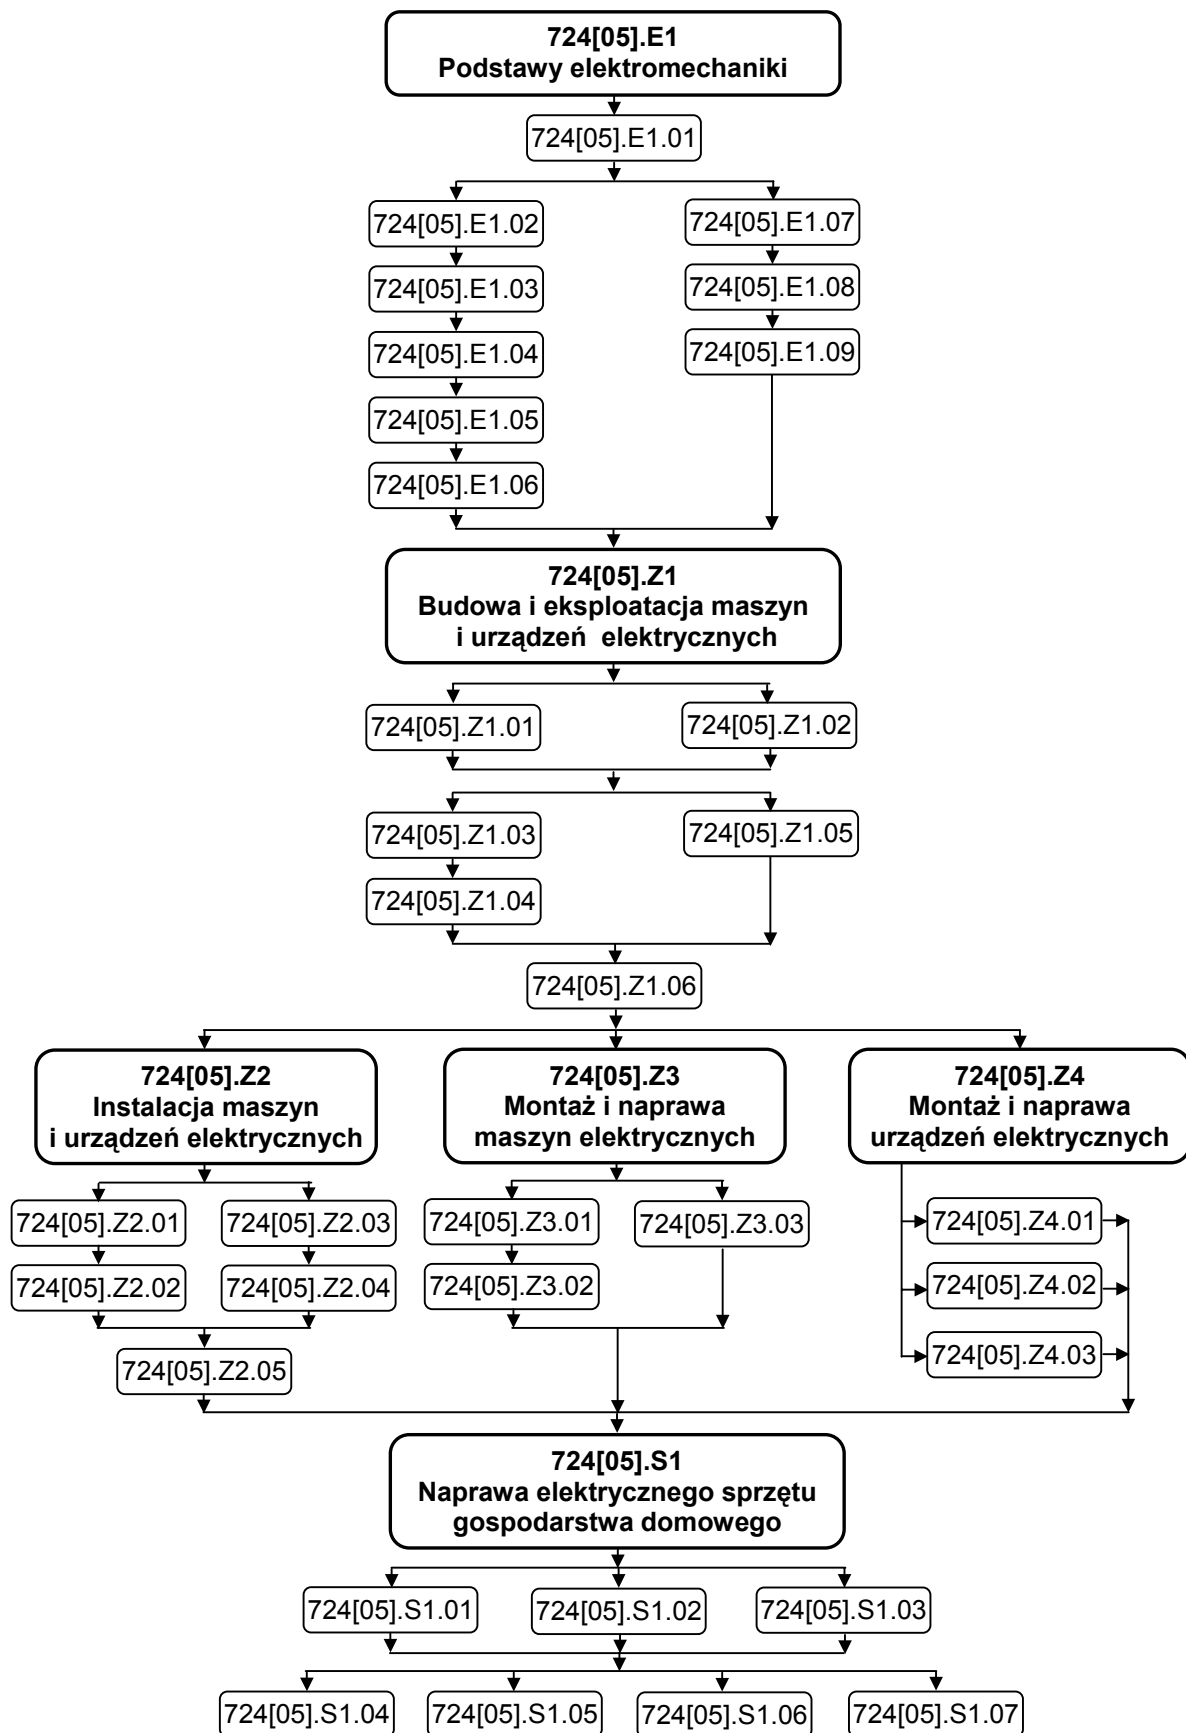 724[05].E1
Podstawy elektromechaniki
724[05].E1.01
724[05].E1.02
724[05].E1.07
724[05].E1.03
724[05].E1.08
724[05].E1.04
724[05].E1.09
724[05].E1.05
724[05].E1.06
724[05].Z1
Budowa i eksploatacja maszyn
i urządzeń elektrycznych
724[05].Z1.01
724[05].Z1.02
724[05].Z1.03
724[05].Z1.05
724[05].Z1.04
724[05].Z1.06
724[05].Z2
Instalacja maszyn
i urządzeń elektrycznych
724[05].Z3
Montaż i naprawa
maszyn elektrycznych
724[05].Z4
Montaż i naprawa
urządzeń elektrycznych
724[05].Z2.01
724[05].Z2.03
724[05].Z3.01
724[05].Z3.03
724[05].Z4.01
724[05].Z2.02
724[05].Z2.04
724[05].Z3.02
724[05].Z4.02
724[05].Z2.05
724[05].Z4.03
724[05].S1
Naprawa elektrycznego sprzętu
gospodarstwa domowego
724[05].S1.01
724[05].S1.02
724[05].S1.03
724[05].S1.04
724[05].S1.05
724[05].S1.06
724[05].S1.07